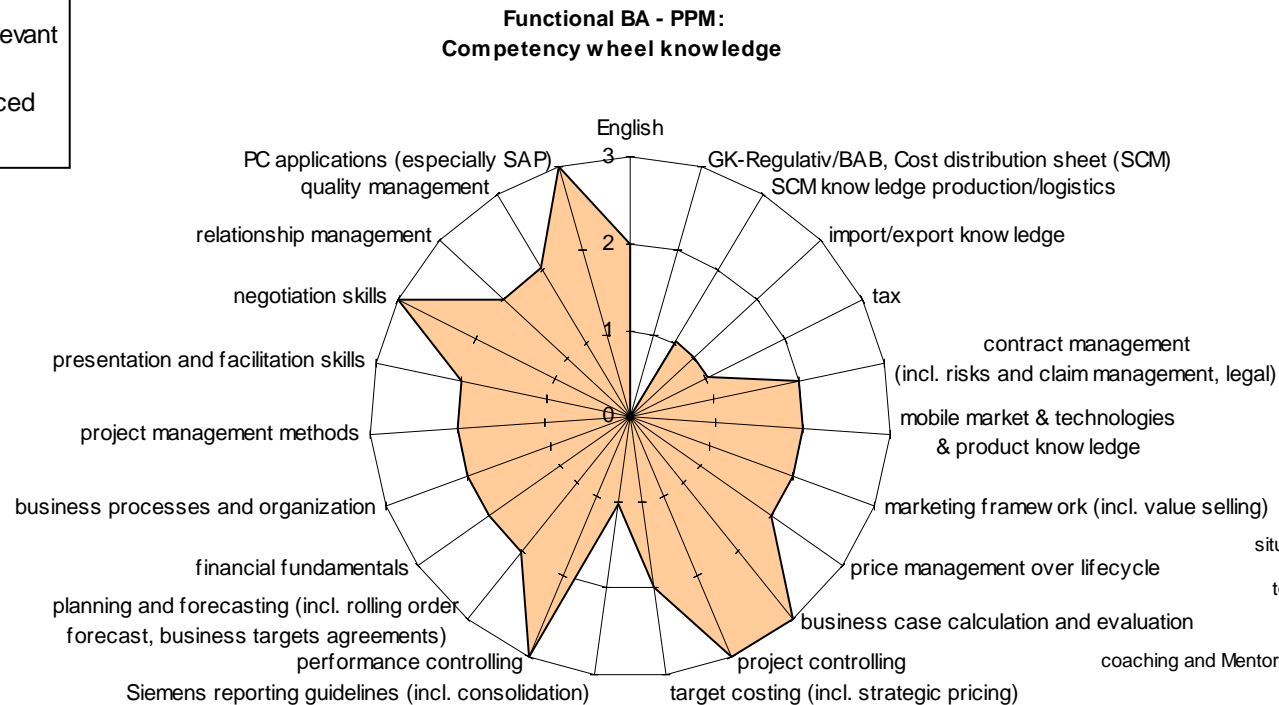 Functional BA - PPM:
Competency wheel knowledge
English
PC applications (especially SAP)
3
GK-Regulativ/BAB, Cost distribution sheet (SCM)
quality management
SCM knowledge production/logistics
relationship management
2
import/export knowledge
negotiation skills
tax
1
presentation and facilitation skills
contract management
(incl. risks and claim management, legal)
0
project management methods
mobile market & technologies
& product knowledge
business processes and organization
marketing framework (incl. value selling)
financial fundamentals
price management over lifecycle
planning and forecasting (incl. rolling order
forecast, business targets agreements)
business case calculation and evaluation
performance controlling
project controlling
coaching and Mentor
Siemens reporting guidelines (incl. consolidation)
target costing (incl. strategic pricing)